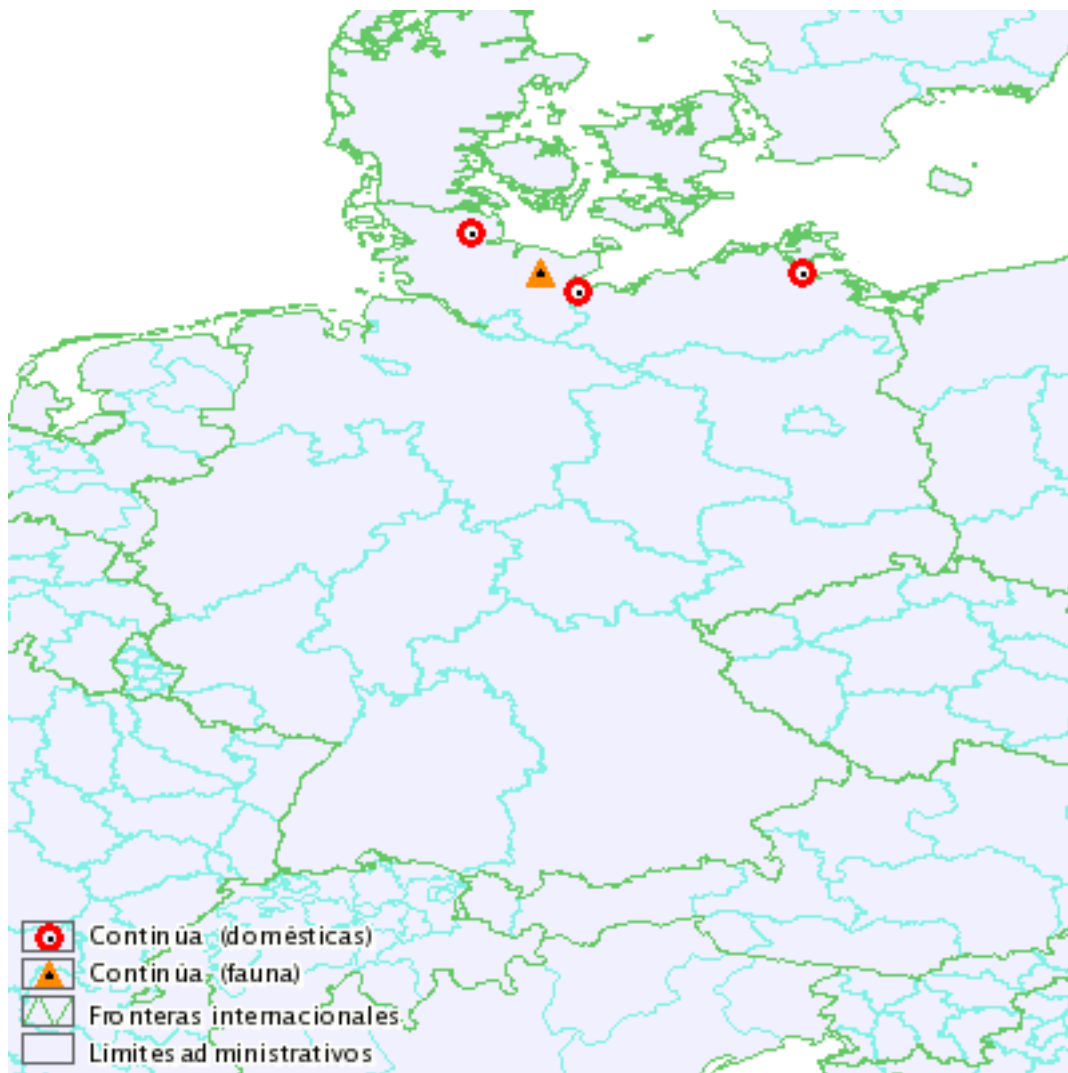 Continúa (domésticas)
Continúa (fauna)
Fronteras internacionales
Límites administrativos